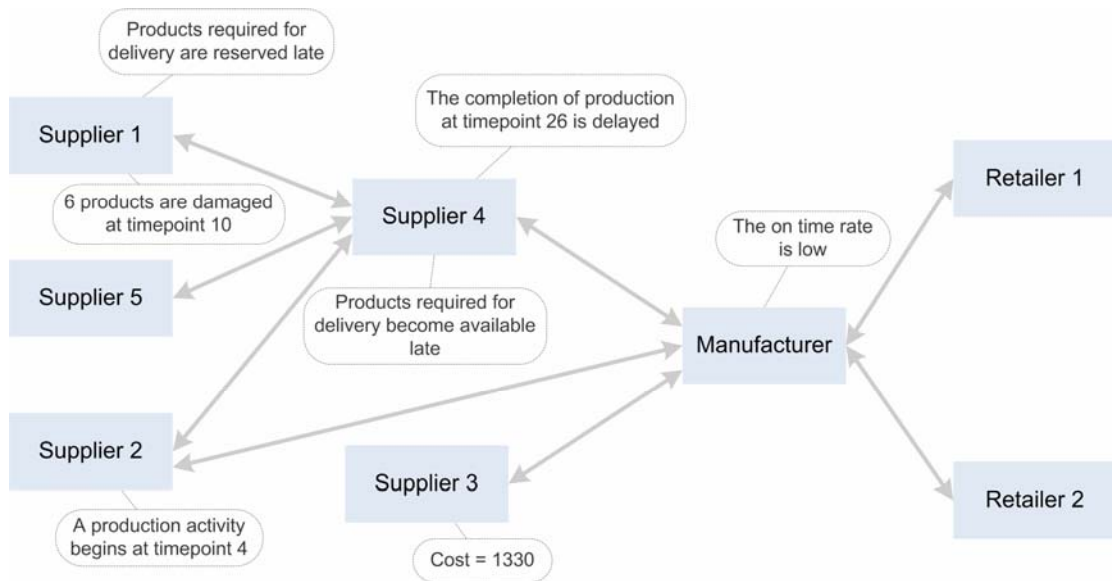 Products required for
delivery are reserved late
Supplier 1
6 products are damaged
at timepoint 10
The completion of production
at timepoint 26 is delayed
Supplier 4
Supplier 5
Products required for
delivery become available
late
The on time rate
is low
Manufacturer
Retailer 1
Supplier 2
A production activity
begins at timepoint 4
Supplier 3
Cost = 1330
Retailer 2